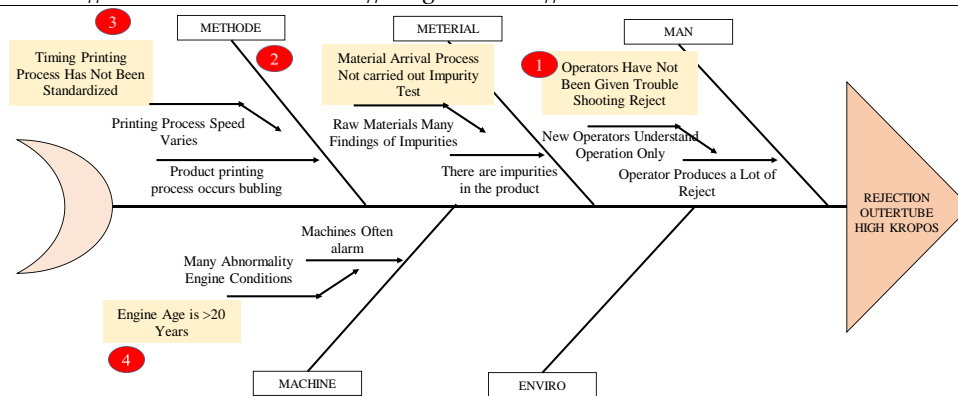 3
METHODE
METERIAL
MAN
2
1
Timing Printing
Process Has Not Been
Standardized
Material Arrival Process
Not carried out Impurity
Test
Operators Have Not
Been Given Trouble
Shooting Reject
Printing Process Speed
Varies
Raw Materials Many
Findings of Impurities
New Operators Understand
Operation Only
Product printing
process occurs bubling
There are impurities
in the product
Operator Produces a Lot of
Reject
REJECTION
OUTERTUBE
HIGH KROPOS
Machines Often
alarm
Many Abnormality
Engine Conditions
Engine Age is >20
Years
4
MACHINE
ENVIRO